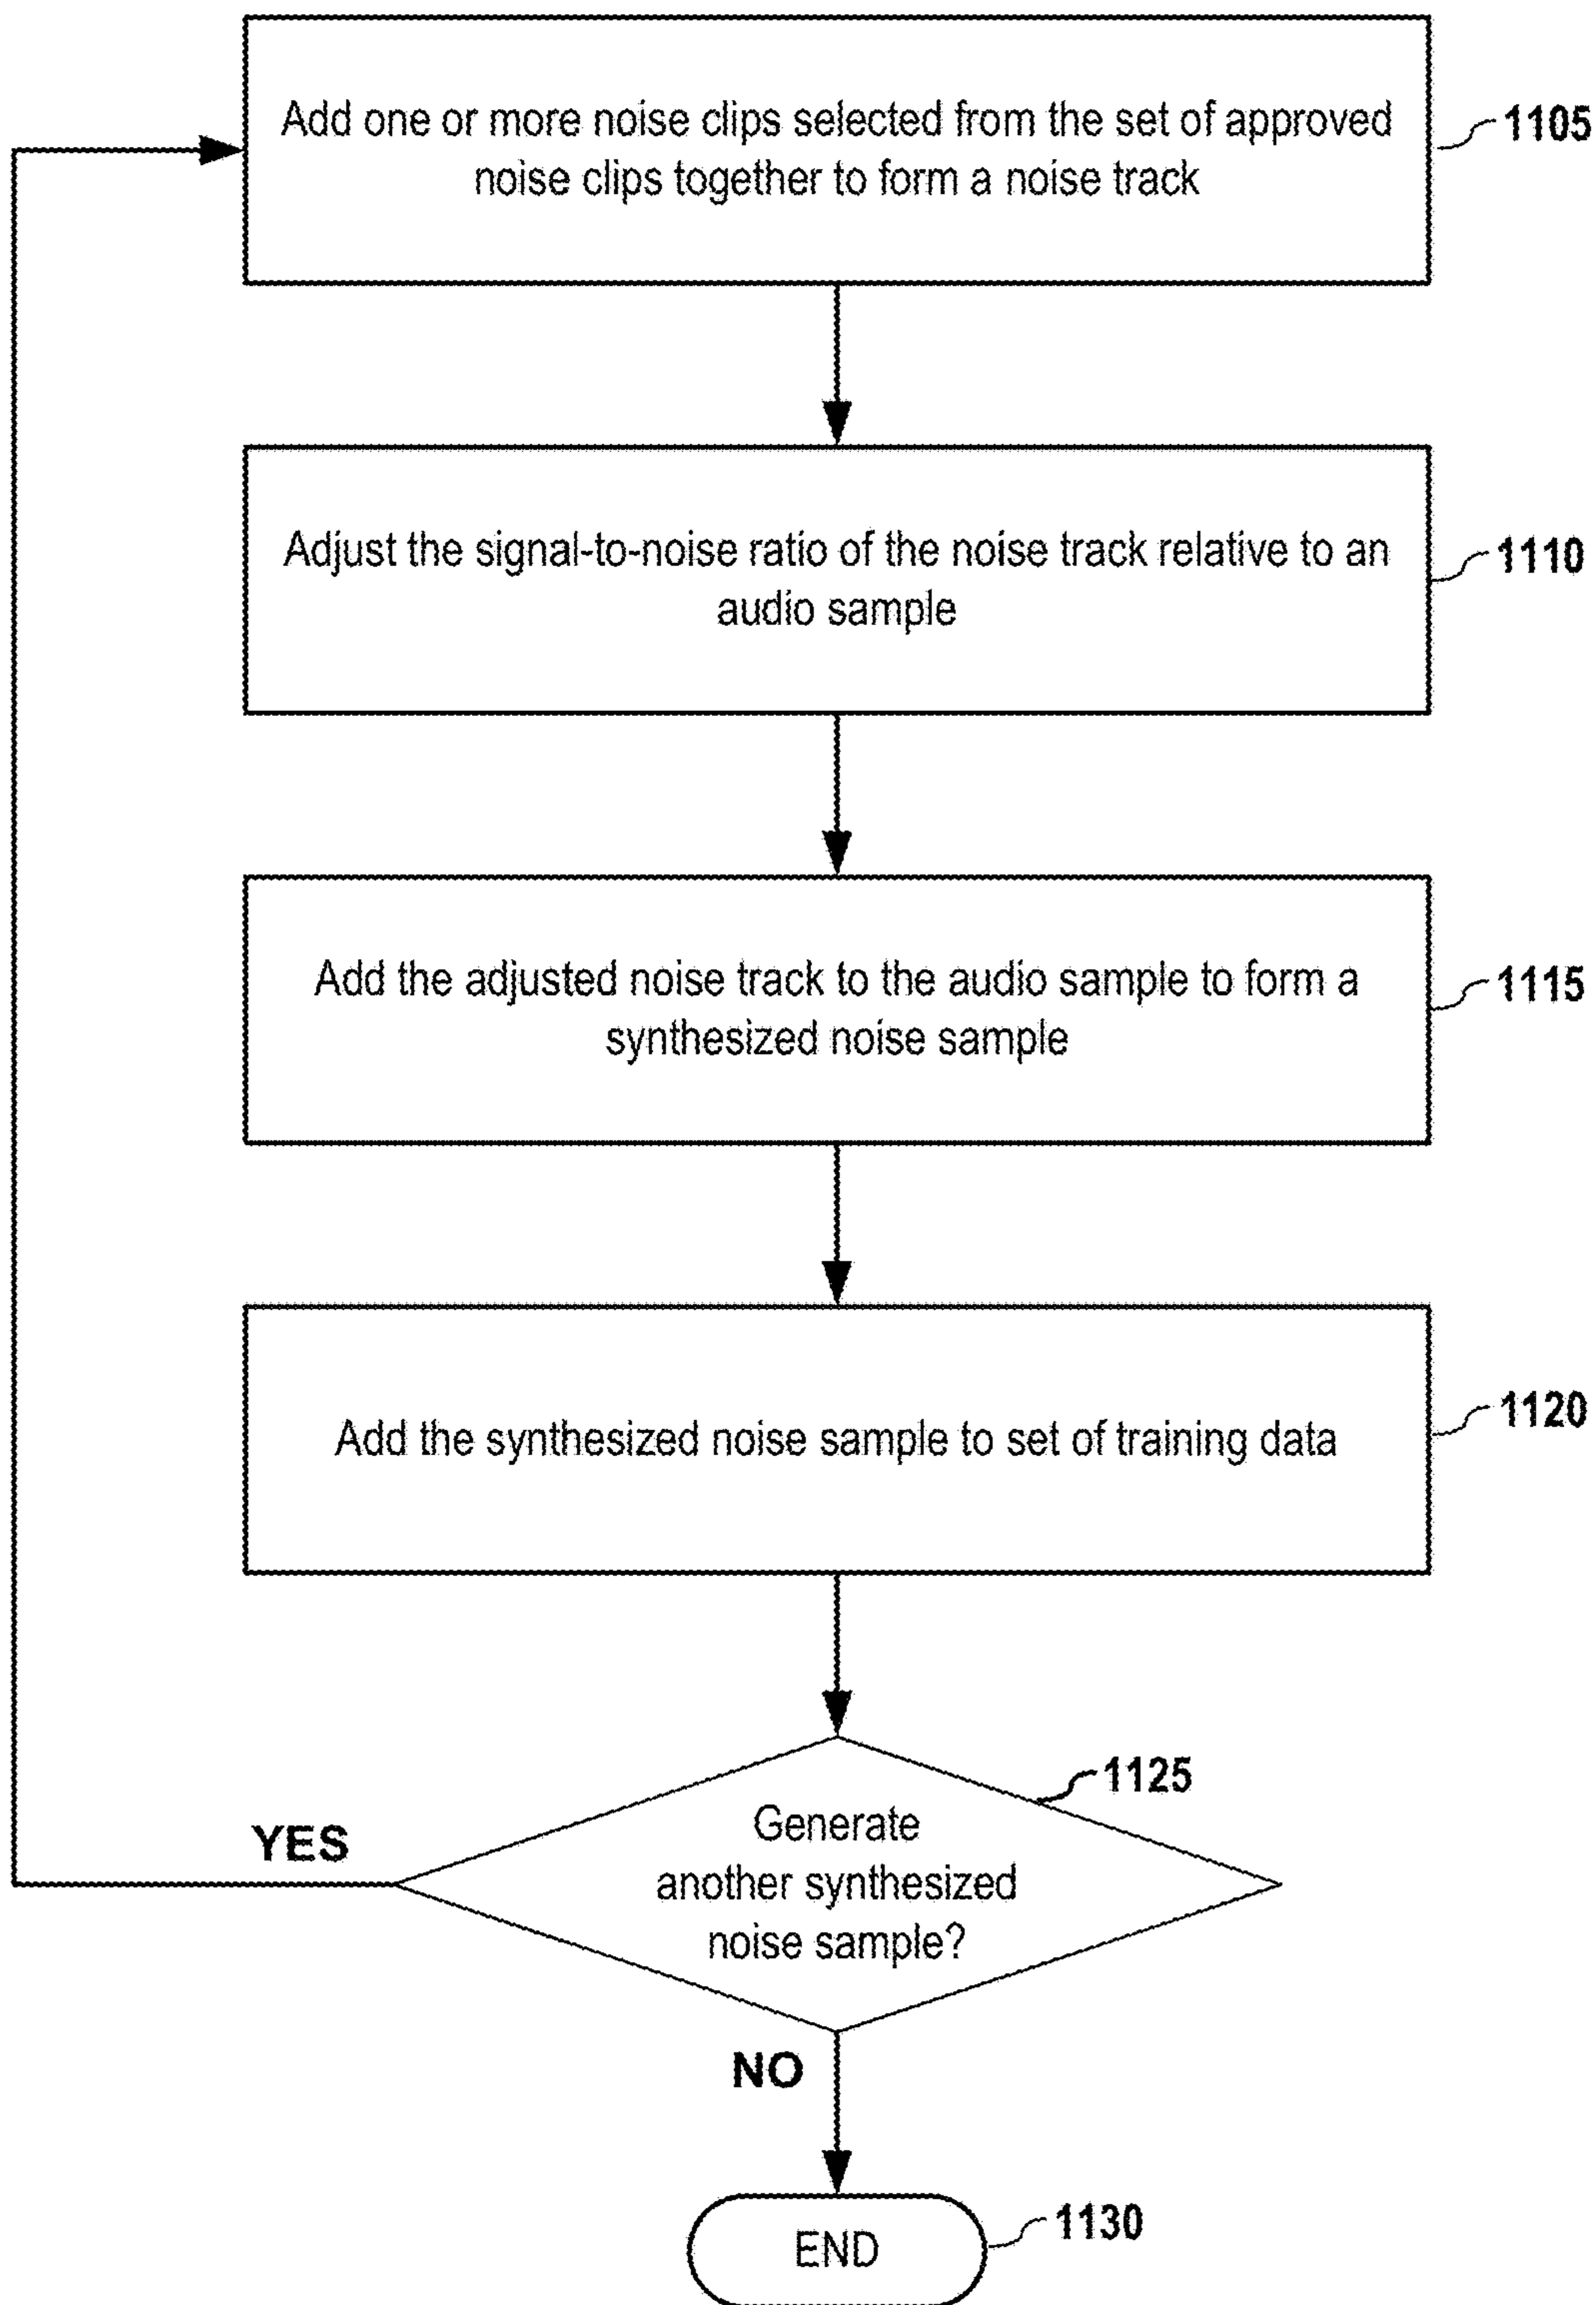 Add one or more noise clips selected from the set of approved
noise clips together to form a noise track
1105
Adjust the signal-to-noise ratio of the noise track relative to an
audio sample
1110
Add the adjusted noise track to the audio sample to form a
synthesized noise sample
1115
Add the synthesized noise sample to set of training data
1120
1125
Generate
another synthesized
noise sample?
YES
NO
END
1130